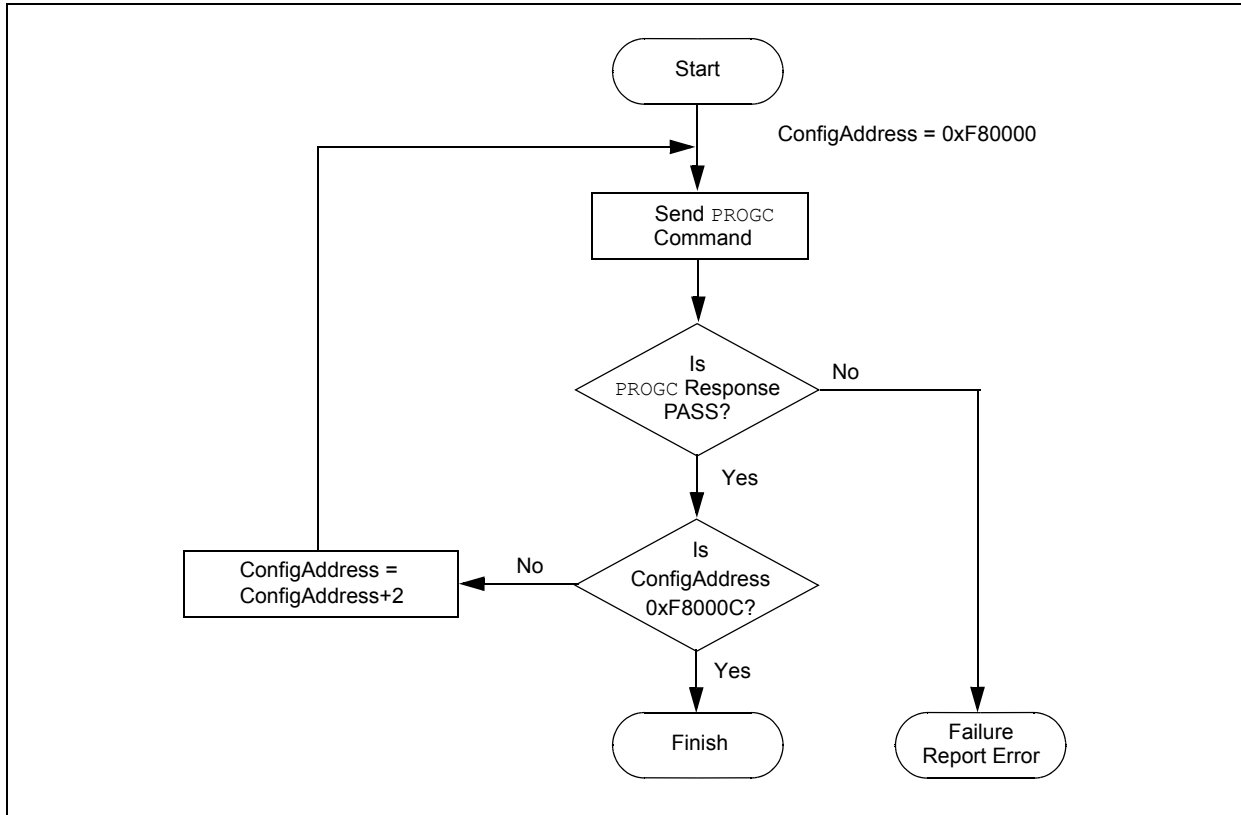 Start
ConfigAddress = 0xF80000
Send PROGC
Command
Is
PROGC Response
PASS?
No
Yes
Is
ConfigAddress
0xF8000C?
No
ConfigAddress =
ConfigAddress+2
Yes
Finish
Failure
Report Error